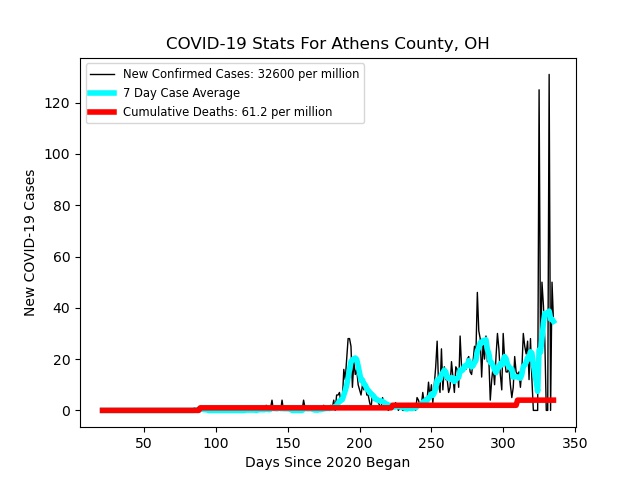 COVID-19 Stats For Athens County, OH
New Confirmed Cases: 32600 per million
7 Day Case Average
Cumulative Deaths: 61.2 per million
New COVID-19 Cases
120
100
80
60
40
20
0
50
100
150
200
250
300
350
Days Since 2020 Began